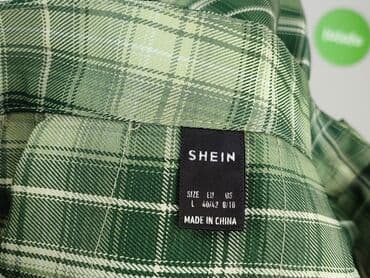 SHEIN
SIZE EU US
L 40/42 8/10
MADE IN CHINA